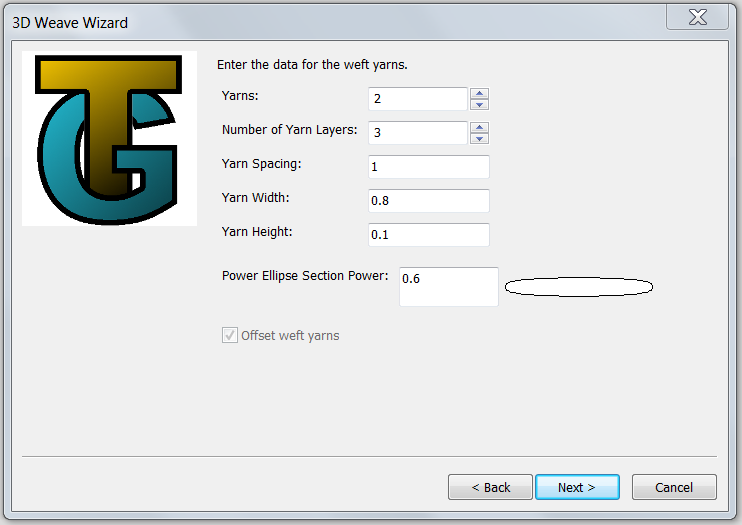 3D Weave Wizard
TG
Enter the data for the weft yarns.
Yarns: 2
Number of Yarn Layers: 3
Yarn Spacing: 1
Yarn Width: 0.8
Yarn Height: 0.1
Power Ellipse Section Power: 0.6
Offset weft yarns
< Back Next > Cancel